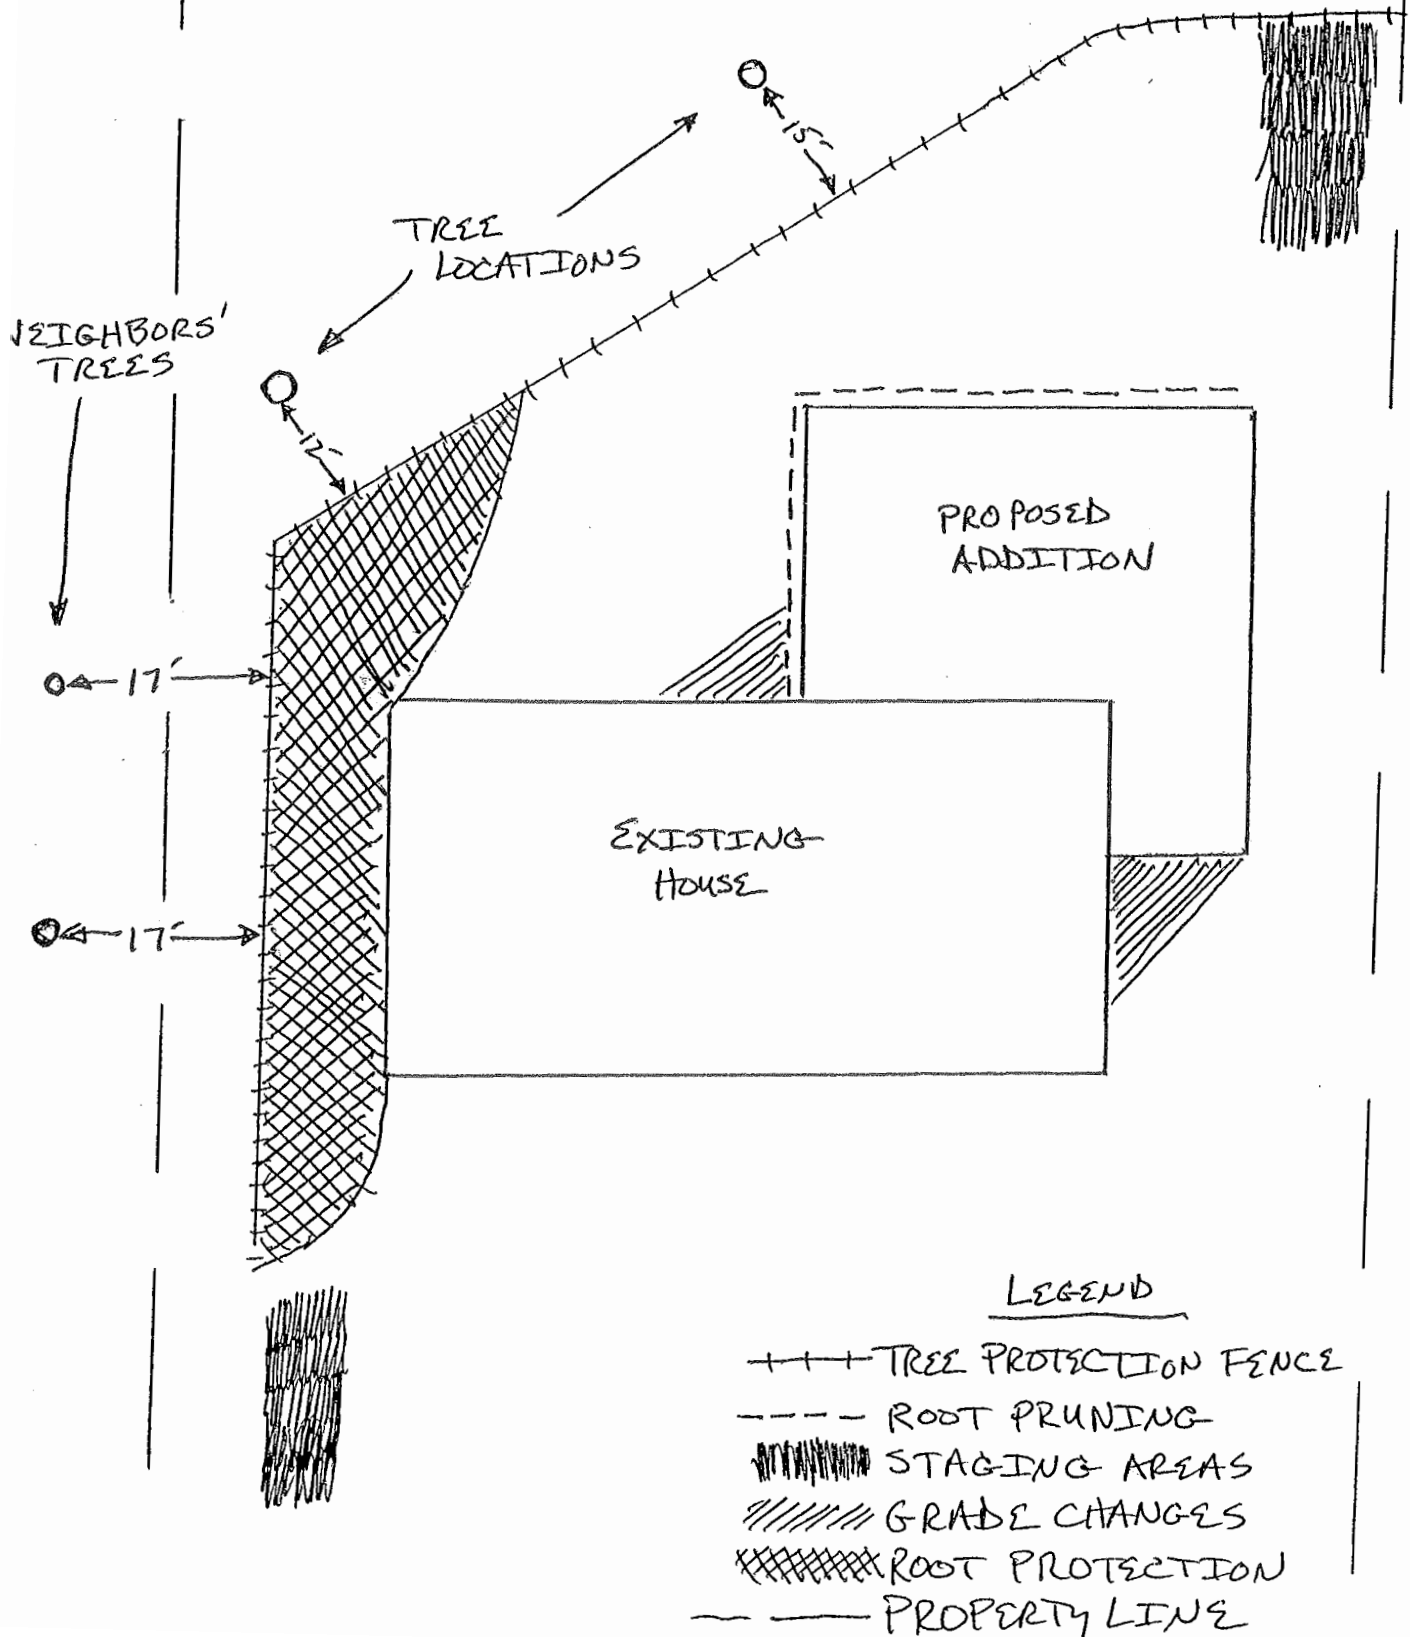 15'
TREE
LOCATIONS
NEIGHBORS'
TREES
12'
PROPOSED
ADDITION
17'
EXISTING
HOUSE
17'
LEGEND
TREE PROTECTION FENCE
ROOT PRUNING
STAGING AREAS
GRADE CHANGES
ROOT PROTECTION
PROPERTY LINE